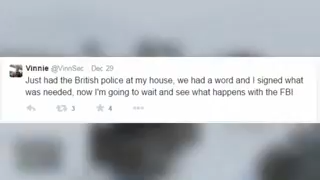 Vinnie @VinnSec · Dec 29
Just had the British police at my house, we had a word and I signed what
was needed, now I'm going to wait and see what happens with the FBI
3 4